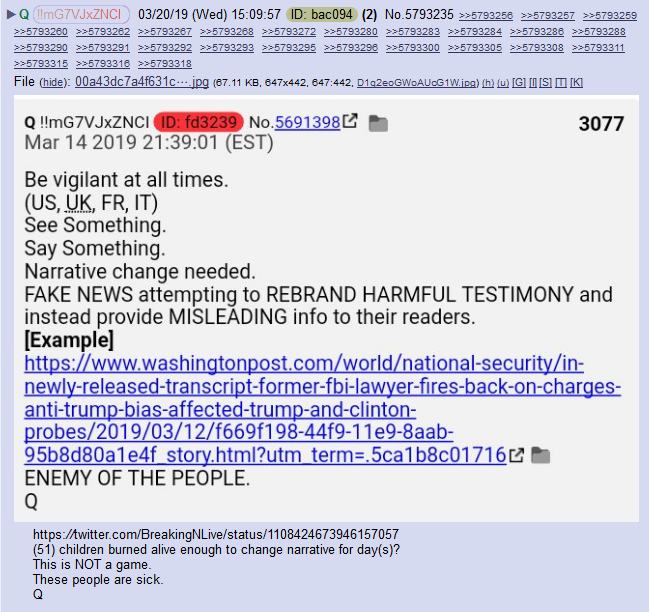 ▶ Q !!mG7VJxZNCI 03/20/19 (Wed) 15:09:57 ID: bac094 (2) No.5793235 >>5793256 >>5793257 >>5793259
>>5793260 >>5793262 >>5793267 >>5793268 >>5793272 >>5793280 >>5793283 >>5793284 >>5793286 >>5793288
>>5793290 >>5793291 >>5793292 >>5793293 >>5793295 >>5793296 >>5793300 >>5793305 >>5793308 >>5793311
>>5793315 >>5793316 >>5793318
File (hide): 00a43dc7a4f631c⋯.jpg (67.11 KB, 647x442, 647:442, D1q2eoGWoAUcG1W.jpg) (h) (u) [G] [I] [S] [T] [K]
Q !!mG7VJxZNCI ID: fd3239 No.5691398 3077
Mar 14 2019 21:39:01 (EST)
Be vigilant at all times.
(US, UK, FR, IT)
See Something.
Say Something.
Narrative change needed.
FAKE NEWS attempting to REBRAND HARMFUL TESTIMONY and
instead provide MISLEADING info to their readers.
[Example]
https://www.washingtonpost.com/world/national-security/in-
newly-released-transcript-former-fbi-lawyer-fires-back-on-charges-
anti-trump-bias-affected-trump-and-clinton-
probes/2019/03/12/f669f198-44f9-11e9-8aab-
95b8d80a1e4f_story.html?utm_term=.5ca1b8c01716
ENEMY OF THE PEOPLE.
Q
https://twitter.com/BreakingNLive/status/1108424673946157057
(51) children burned alive enough to change narrative for day(s)?
This is NOT a game.
These people are sick.
Q